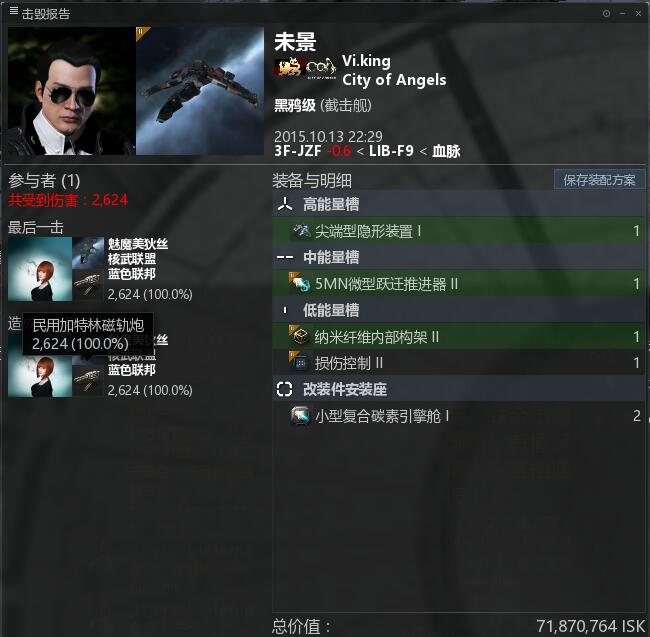 击毁报告
未景
Vi.king
City of Angels
黑鸦级 (截击舰)
2015.10.13 22:29
3F-JZF -0.6 < LIB-F9 < 血脉
参与者 (1)
共受到伤害：2,624
最后一击
魅魔美狄丝
核武联盟
蓝色联邦
2,624 (100.0%)
造
民用加特林磁轨炮
2,624 (100.0%)
丝
核武联盟
蓝色联邦
2,624 (100.0%)
装备与明细
保存装配方案
高能量槽
尖端型隐形装置 I 1
中能量槽
5MN微型跃迁推进器 II 1
低能量槽
纳米纤维内部构架 II 1
损伤控制 II 1
改装件安装座
小型复合碳素引擎舱 I 2
总价值： 71,870,764 ISK